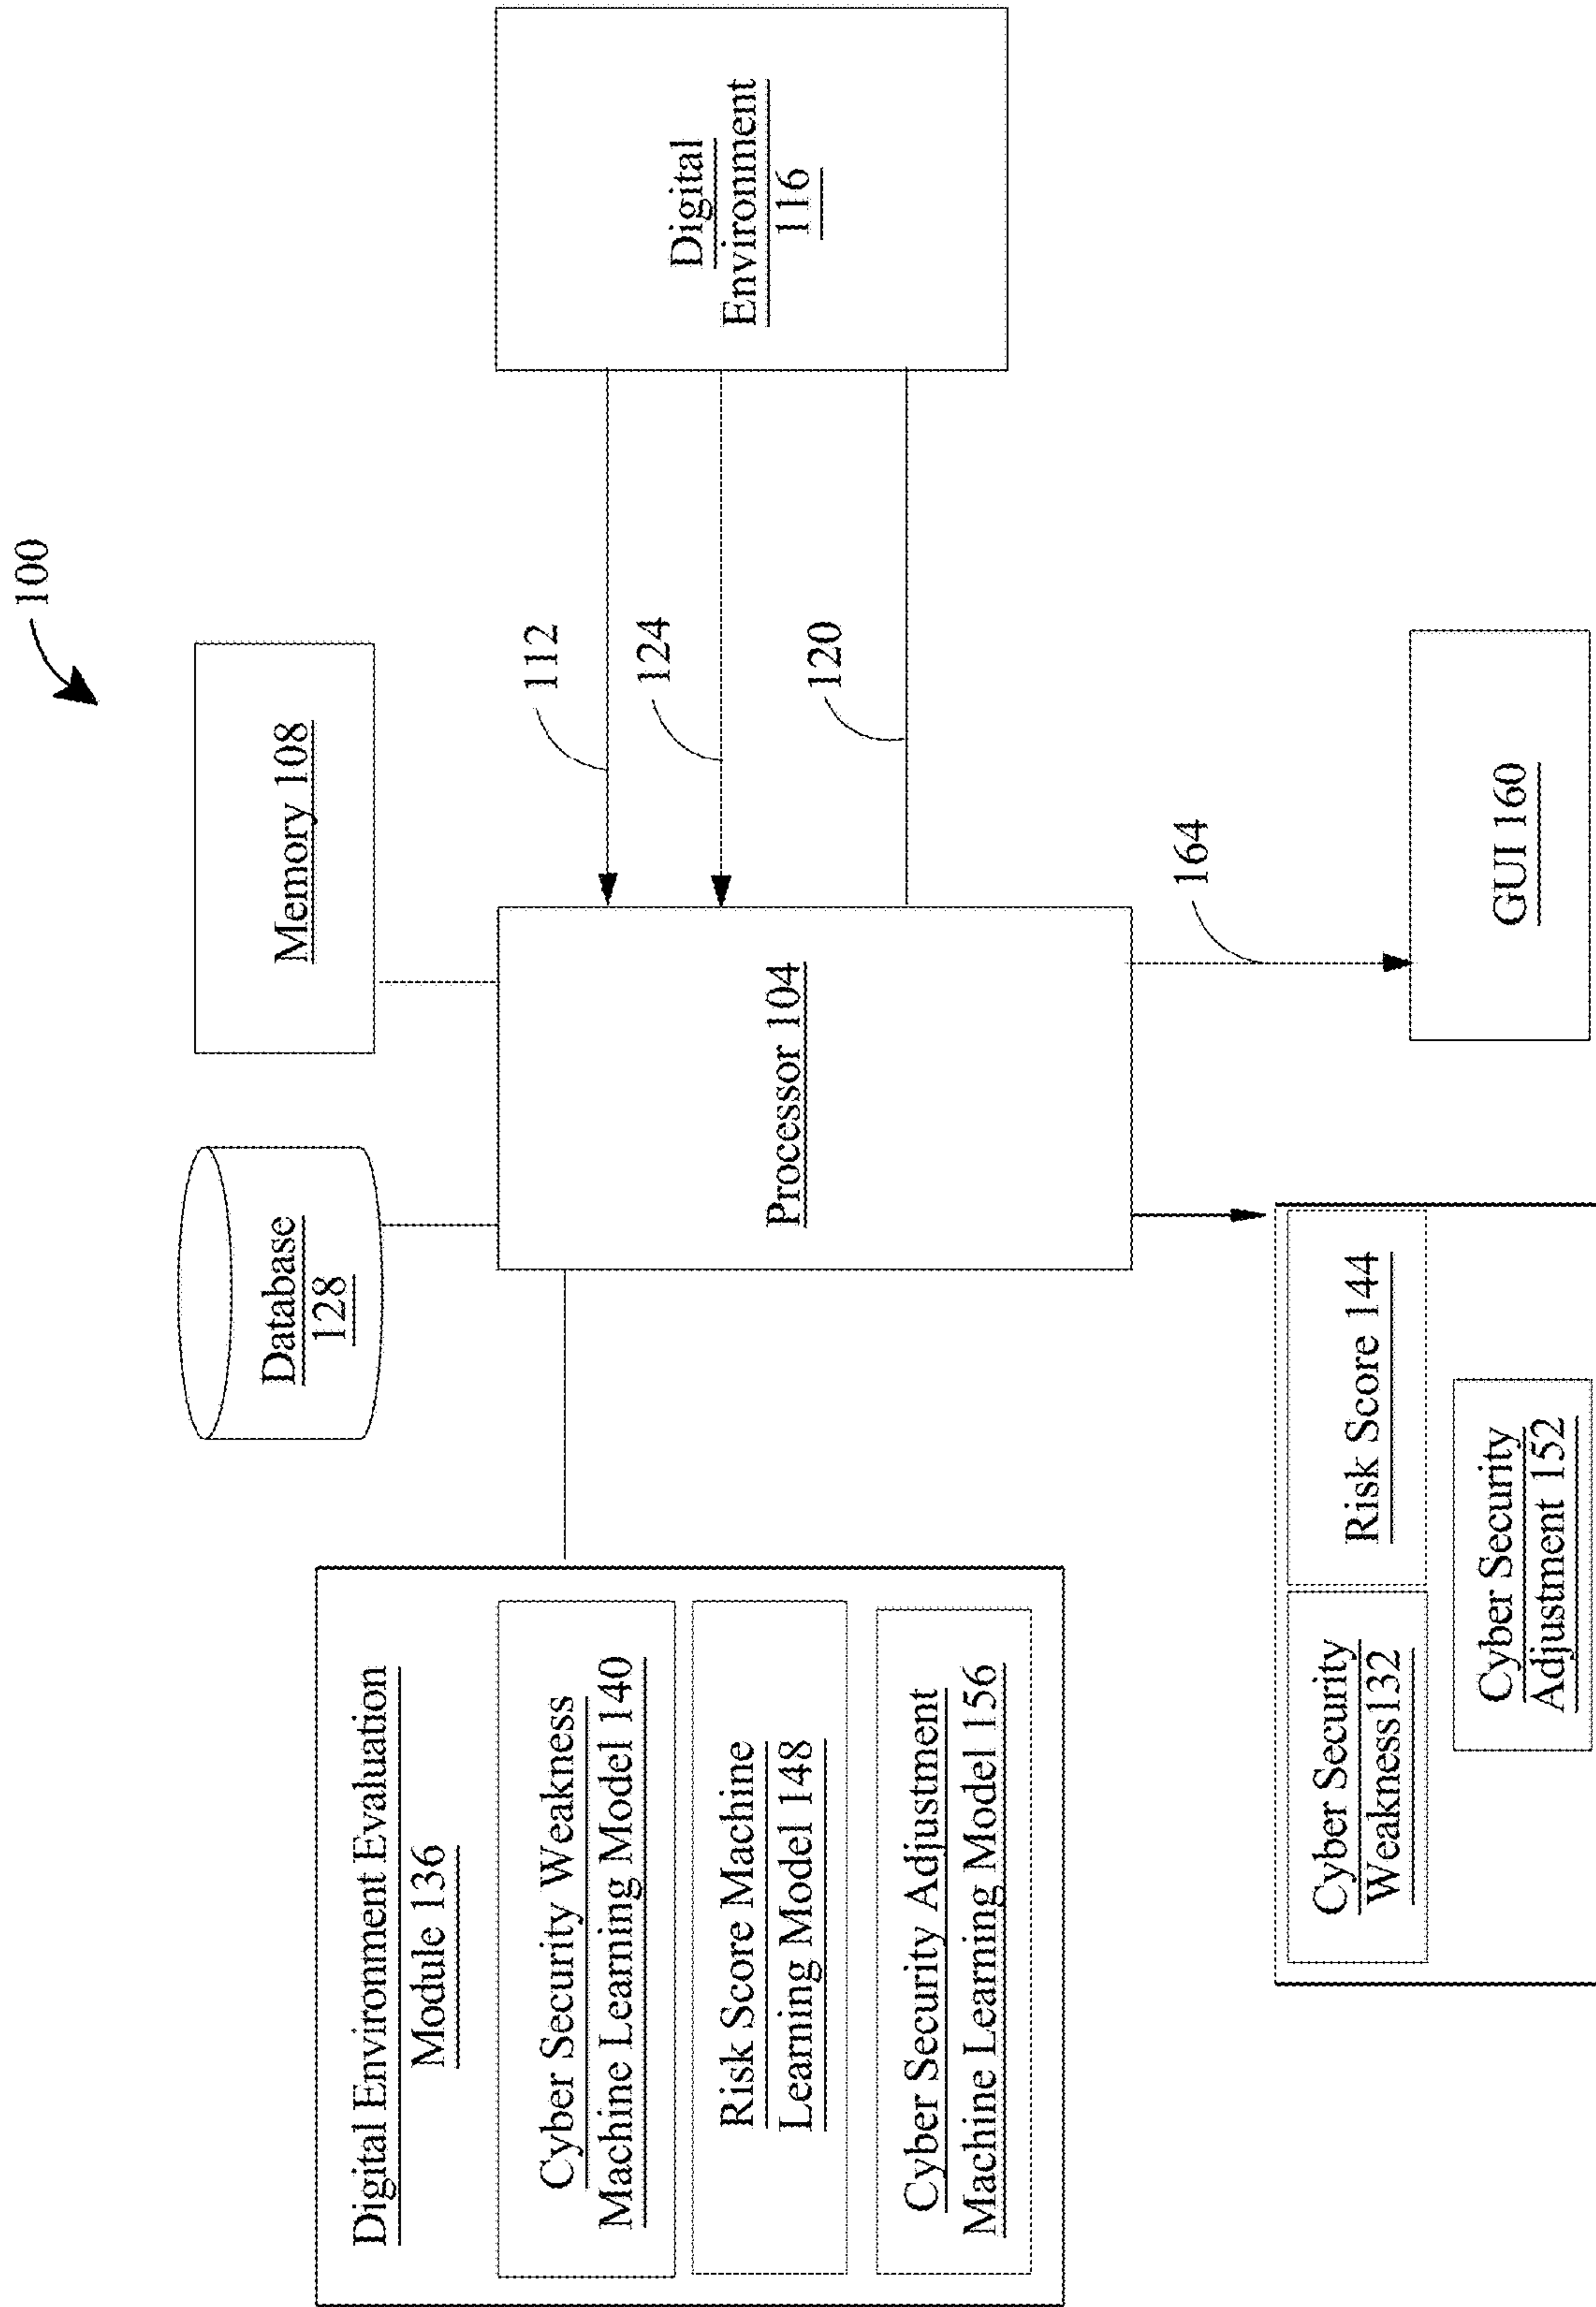 100
Database
128
Memory 108
Digital Environment Evaluation
Module 136
Cyber Security Weakness
Machine Learning Model 140
Risk Score Machine
Learning Model 148
Cyber Security Adjustment
Machine Learning Model 156
Processor 104
112
124
120
Digital
Environment
116
164
Cyber Security
Weakness132
Risk Score 144
Cyber Security
Adjustment 152
GUI 160